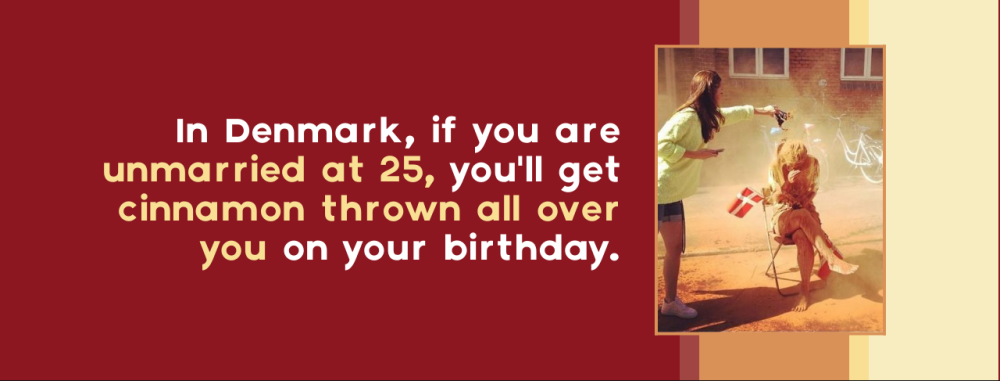 In Denmark, if you are
unmarried at 25, you'll get
cinnamon thrown all over
you on your birthday.